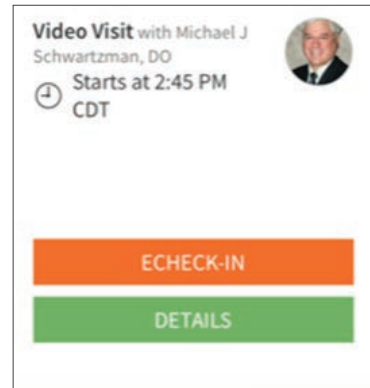 Video Visit with Michael J
Schwartzman, DO
Starts at 2:45 PM
CDT
ECHECK-IN
DETAILS